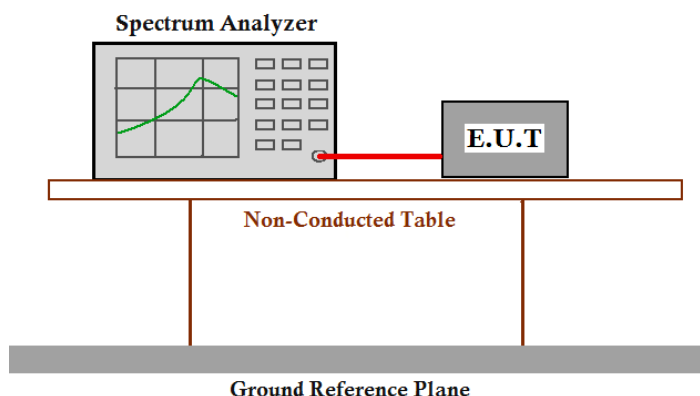 Spectrum Analyzer
E.U.T
Non-Conducted Table
Ground Reference Plane